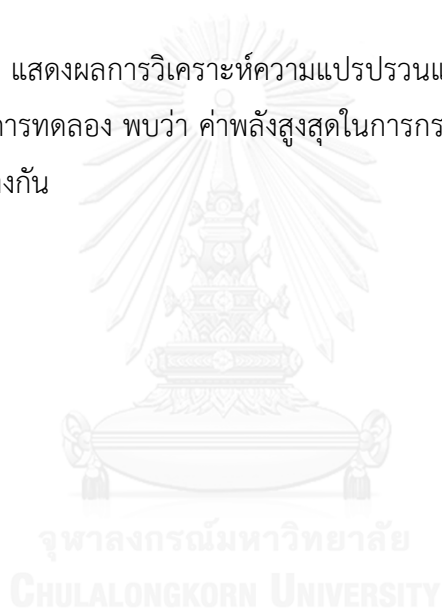 แสดงผลการวิเคราะห์ความแปรปรวนแ
การทดลอง พบว่า ค่าพลังสูงสุดในการกร
งกัน
จุฬาลงกรณ์มหาวิทยาลัย
CHULALONGKORN UNIVERSITY